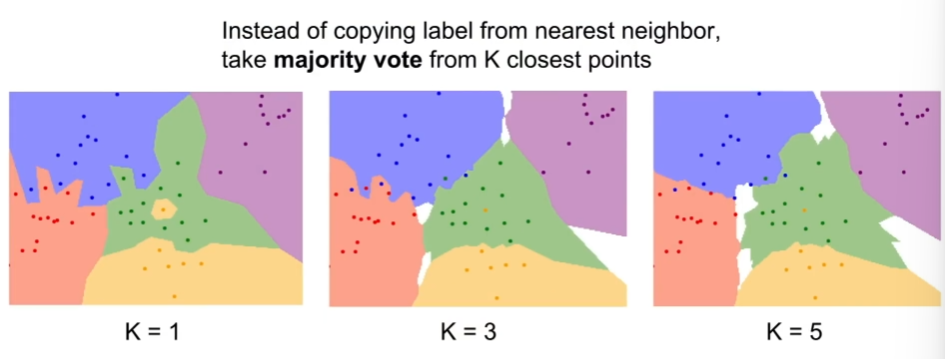 Instead of copying label from nearest neighbor,
take majority vote from K closest points
K = 1
K = 3
K = 5